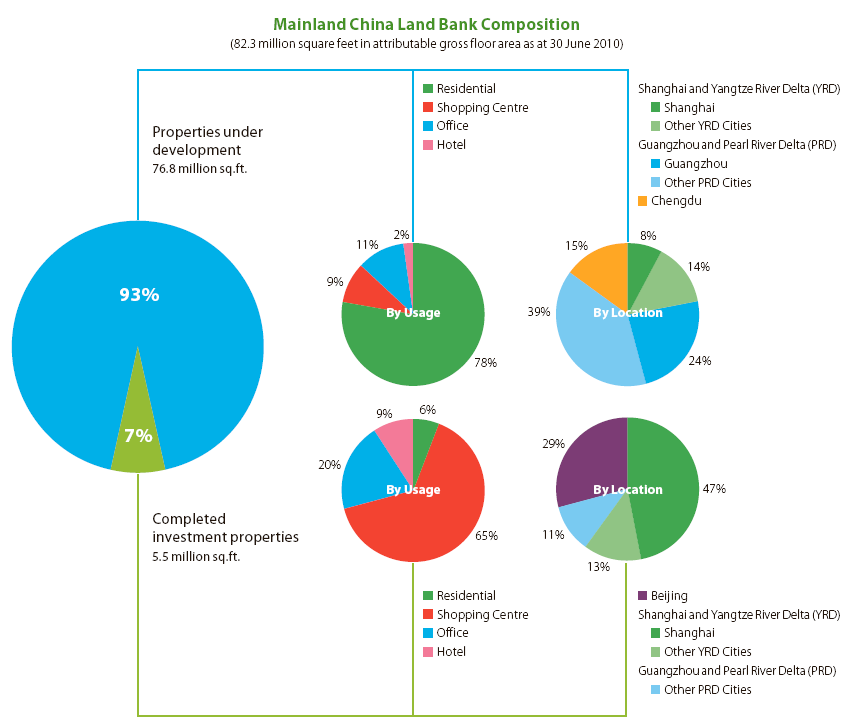 Mainland China Land Bank Composition
(82.3 million square feet in attributable gross floor area as at 30 June 2010)
Properties under
development
76.8 million sq.ft.
Residential
Shopping Centre
Office
Hotel
Shanghai and Yangtze River Delta (YRD)
Shanghai
Other YRD Cities
Guangzhou and Pearl River Delta (PRD)
Guangzhou
Other PRD Cities
Chengdu
93%
7%
2%
11%
9%
By Usage
78%
8%
15%
14%
39%
By Location
24%
6%
9%
20%
By Usage
65%
29%
By Location
47%
11%
13%
Completed
investment properties
5.5 million sq.ft.
Residential
Shopping Centre
Office
Hotel
Beijing
Shanghai and Yangtze River Delta (YRD)
Shanghai
Other YRD Cities
Guangzhou and Pearl River Delta (PRD)
Other PRD Cities